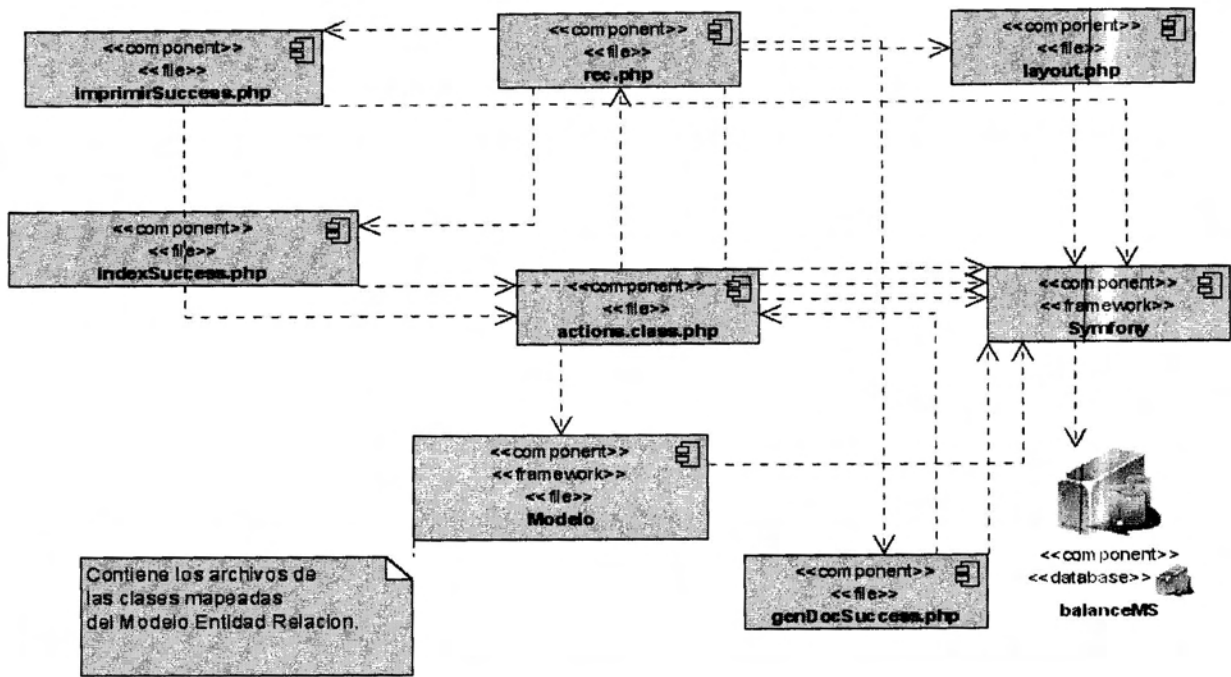 <<component>>
<<file>>
imprimirSuccess.php
<<component>>
<<file>>
rec.php
<<component>>
<<file>>
layout.php
<<component>>
<<file>>
indexSuccess.php
<<component>>
<<file>>
actions.class.php
<<component>>
<<framework>>
Symfony
<<component>>
<<framework>>
<<file>>
Modelo
Contiene los archivos de
las clases mapeadas
del Modelo Entidad Relacion.
<<component>>
<<file>>
genDocSuccess.php
<<component>>
<<database>>
balanceMS